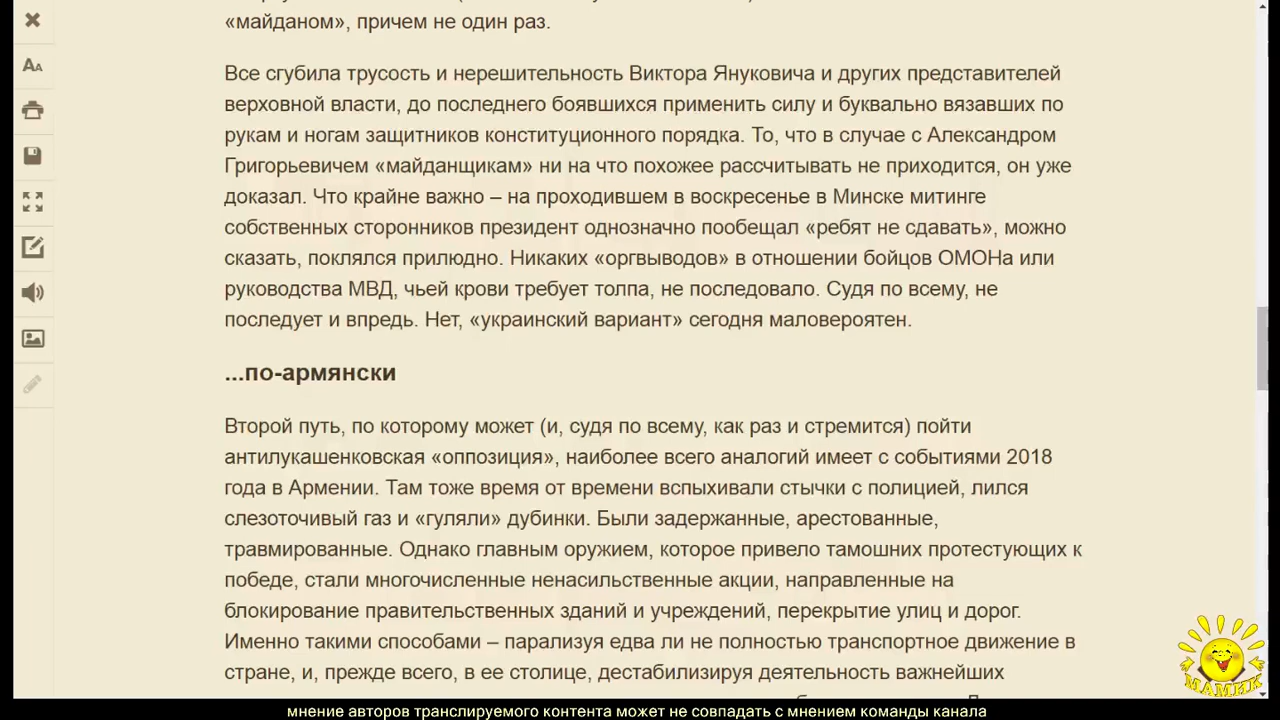 «майданом», причем не один раз.
Все сгубила трусость и нерешительность Виктора Януковича и других представителей
верховной власти, до последнего боявшихся применить силу и буквально вязавших по
рукам и ногам защитников конституционного порядка. То, что в случае с Александром
Григорьевичем «майданщикам» ни на что похожее рассчитывать не приходится, он уже
доказал. Что крайне важно – на проходившем в воскресенье в Минске митинге
собственных сторонников президент однозначно пообещал «ребят не сдавать», можно
сказать, поклялся прилюдно. Никаких «оргвыводов» в отношении бойцов ОМОНа или
руководства МВД, чьей крови требует толпа, не последовало. Судя по всему, не
последует и впредь. Нет, «украинский вариант» сегодня маловероятен.
...по-армянски
Второй путь, по которому может (и, судя по всему, как раз и стремится) пойти
антилукашенковская «оппозиция», наиболее всего аналогий имеет с событиями 2018
года в Армении. Там тоже время от времени вспыхивали стычки с полицией, лился
слезоточивый газ и «гуляли» дубинки. Были задержанные, арестованные,
травмированные. Однако главным оружием, которое привело тамошних протестующих к
победе, стали многочисленные ненасильственные акции, направленные на
блокирование правительственных зданий и учреждений, перекрытие улиц и дорог.
Именно такими способами – парализуя едва ли не полностью транспортное движение в
стране, и, прежде всего, в ее столице, дестабилизируя деятельность важнейших
МАМИК
мнение авторов транслируемого контента может не совпадать с мнением команды канала